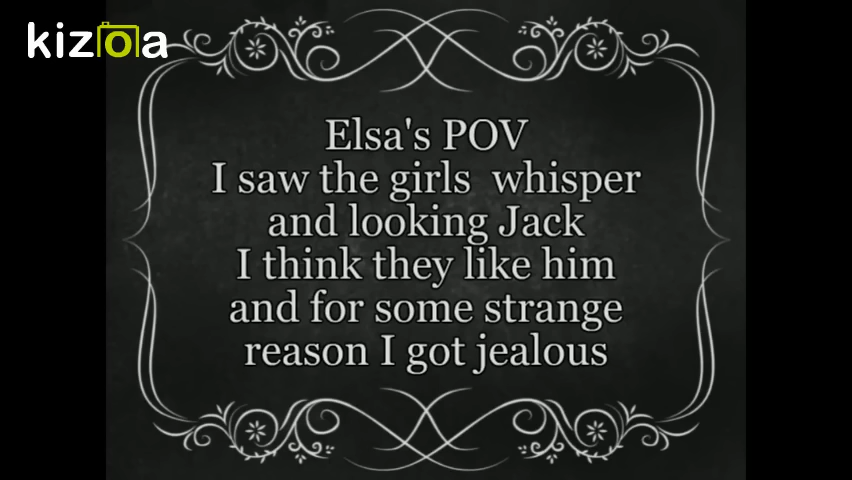 kizoa
Elsa's POV
I saw the girls  whisper
and looking Jack
I think they like him
and for some strange
reason I got jealous